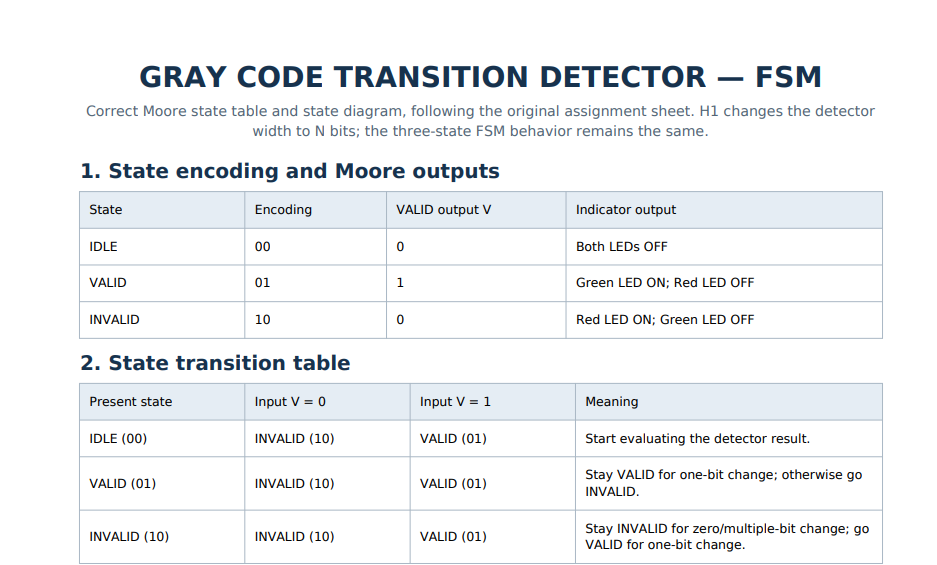 GRAY CODE TRANSITION DETECTOR — FSM
Correct Moore state table and state diagram, following the original assignment sheet. H1 changes the detector
width to N bits; the three-state FSM behavior remains the same.
1. State encoding and Moore outputs
State Encoding VALID output V Indicator output
IDLE 00 0 Both LEDs OFF
VALID 01 1 Green LED ON; Red LED OFF
INVALID 10 0 Red LED ON; Green LED OFF
2. State transition table
Present state Input V = 0 Input V = 1 Meaning
IDLE (00) INVALID (10) VALID (01) Start evaluating the detector result.
VALID (01) INVALID (10) VALID (01) Stay VALID for one-bit change; otherwise go
INVALID.
INVALID (10) INVALID (10) VALID (01) Stay INVALID for zero/multiple-bit change; go
VALID for one-bit change.